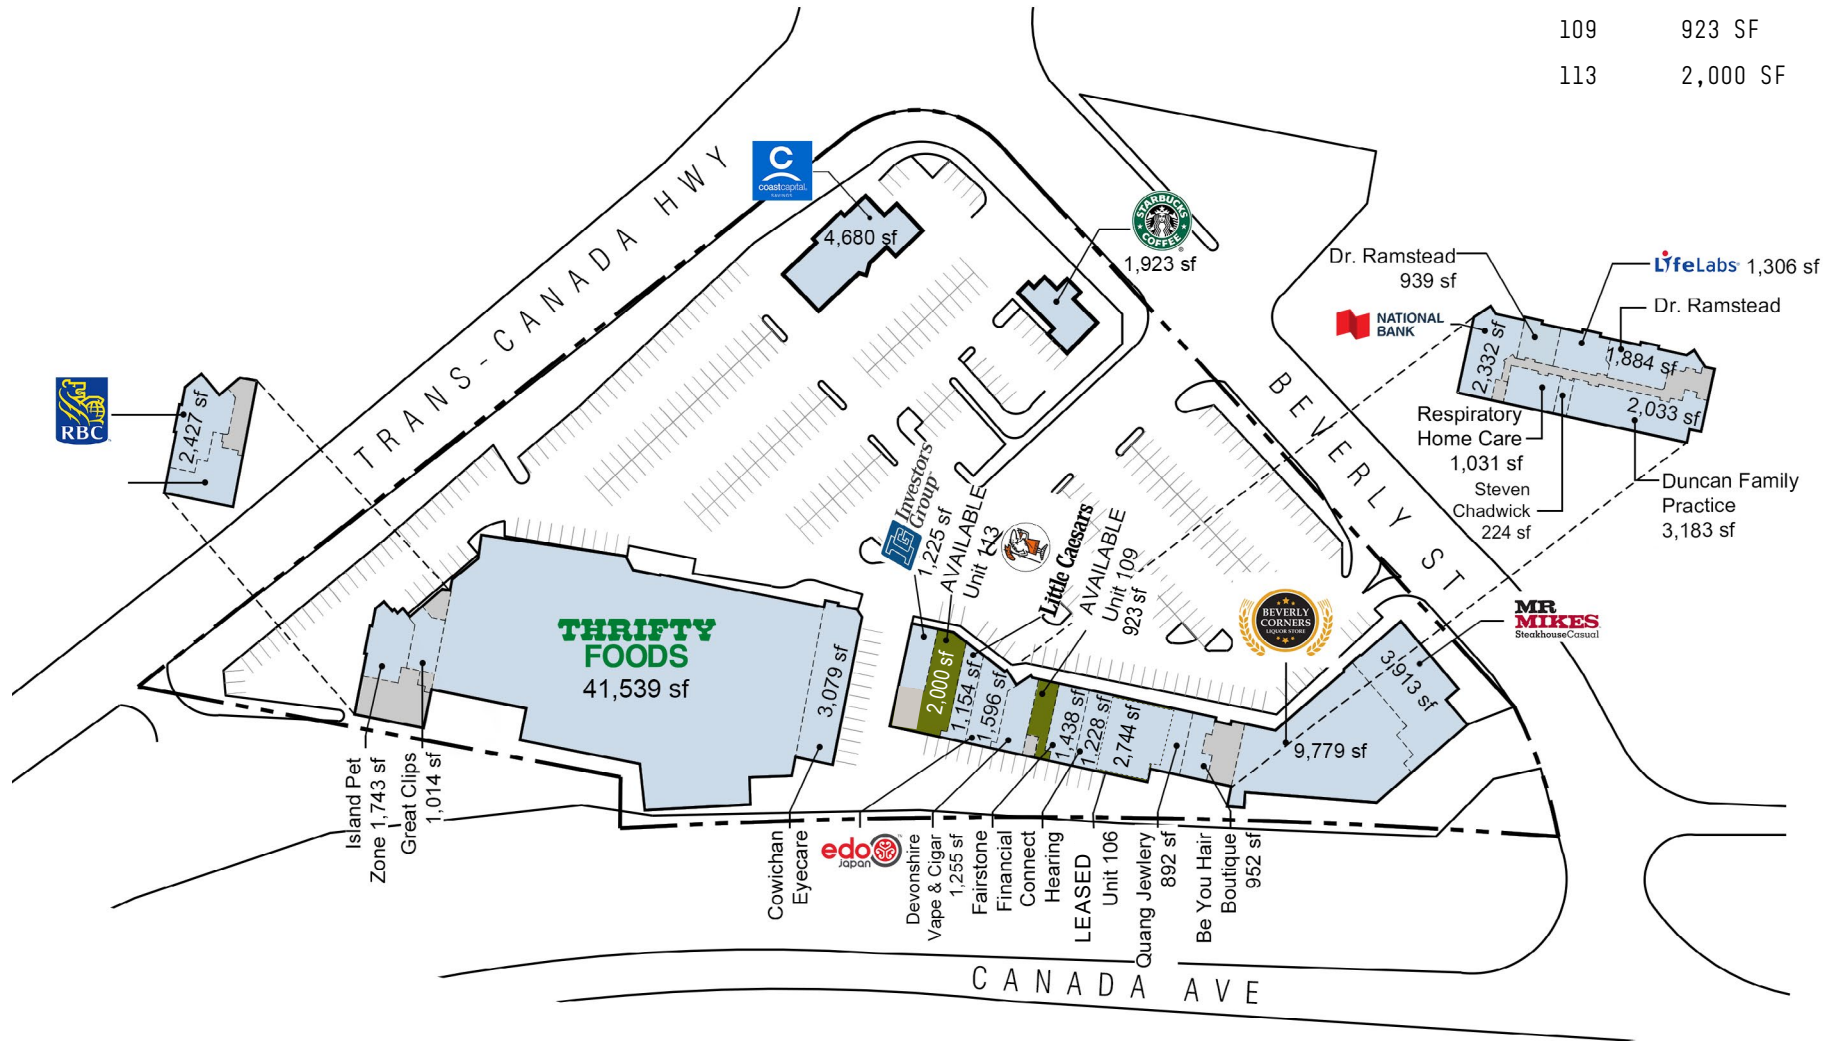 109 923 SF
113 2,000 SF
TRANS-CANADA HWY
C
coastcapital
SAVINGS
4,680 sf
STARBUCKS
COFFEE
1,923 sf
BEVERLY ST
Dr. Ramstead
939 sf
LifeLabs 1,306 sf
Dr. Ramstead
NATIONAL
BANK
2,332 sf
1,884 sf
2,033 sf
Respiratory
Home Care
1,031 sf
Steven
Chadwick
224 sf
Duncan Family
Practice
3,183 sf
RBC
2,427 sf
THRIFTY
FOODS
41,539 sf
3,079 sf
IG
Investors
Group
1,225 sf
AVAILABLE
Unit 113
Little Caesars
AVAILABLE
Unit 109
923 sf
BEVERLY
CORNERS
LIQUOR STORE
MR
MIKES
SteakhouseCasual
2,000 sf
1,154 sf
1,596 sf
1,438 sf
1,228 sf
2,744 sf
9,779 sf
3,913 sf
Island Pet
Zone 1,743 sf
Great Clips
1,014 sf
Cowichan
Eyecare
edo
Japan
Devonshire
Vape & Cigar
1,255 sf
Fairstone
Financial
Connect
Hearing
LEASED
Unit 106
Quang Jewlery
892 sf
Be You Hair
Boutique
952 sf
CANADA AVE